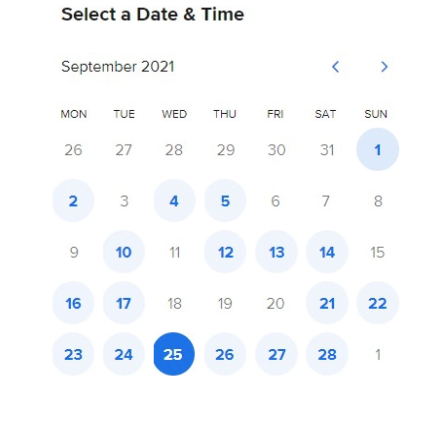 Select a Date & Time
September 2021
MON TUE WED THU FRI SAT SUN
26 27 28 29 30 31 1
2 3 4 5 6 7 8
9 10 11 12 13 14 15
16 17 18 19 20 21 22
23 24 25 26 27 28 1